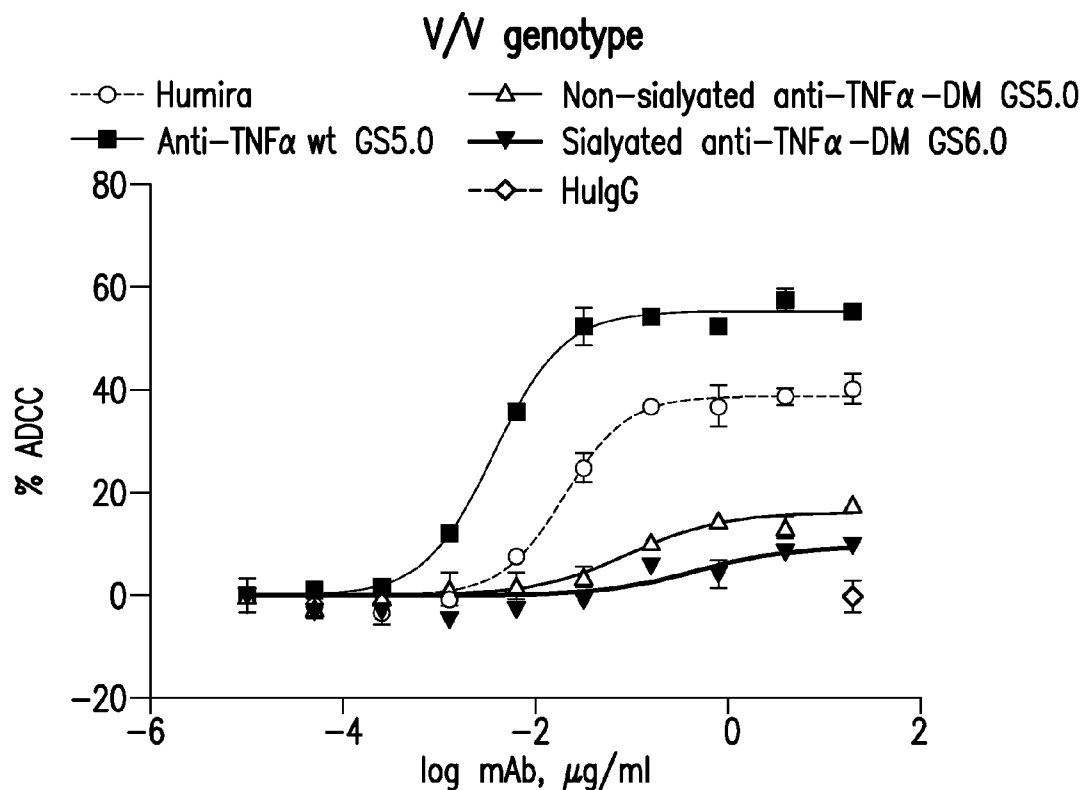 V/V genotype
Humira
Non-sialyated anti-TNFα-DM GS5.0
Anti-TNFα wt GS5.0
Sialyated anti-TNFα-DM GS6.0
HuIgG
80
60
40
20
0
-20
% ADCC
-6 -4 -2 0 2
log mAb, μg/ml